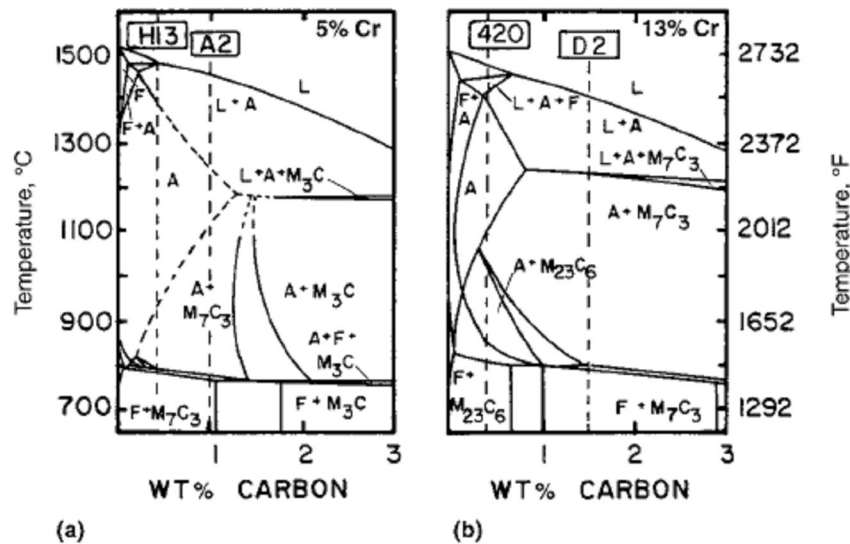 H13
A2
5% Cr
L
F
F+A
L+A
A
L+A+M3C
A+
M7C3
A+M3C
A+F+
M3C
F+M7C3
F+M3C
1500
1300
1100
900
700
Temperature, °C
1
2
3
WT% CARBON
(a)
420
D2
13% Cr
L
F+
A
L+A+F
L+A
L+A+M7C3
A
A+M7C3
A+M23C6
F+
M23C6
F+M7C3
2732
2372
2012
1652
1292
Temperature, °F
1
2
3
WT% CARBON
(b)